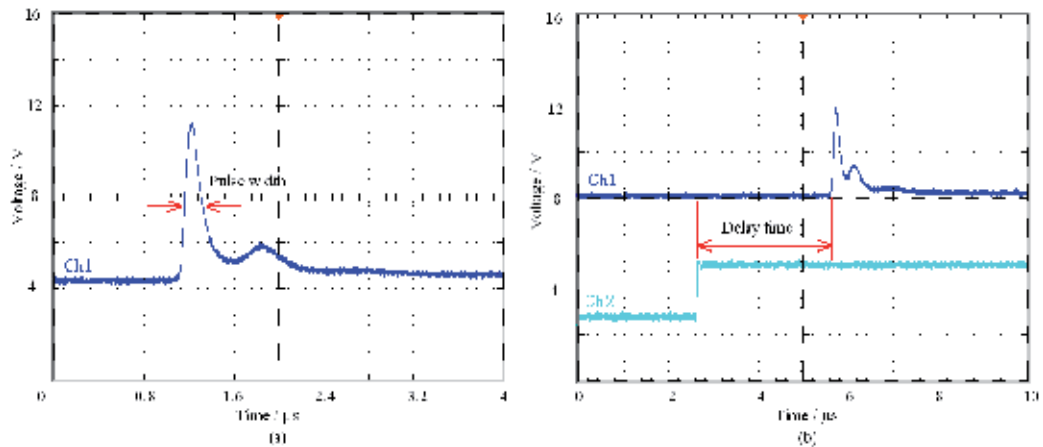 16
12
8
4
0
Voltage / V
Pulse width
Ch1
0.8
1.6
2.4
3.2
4
Time / μs
(a)
16
12
8
4
0
Voltage / V
Ch1
Delay time
Ch2
2
4
6
8
10
Time / μs
(b)